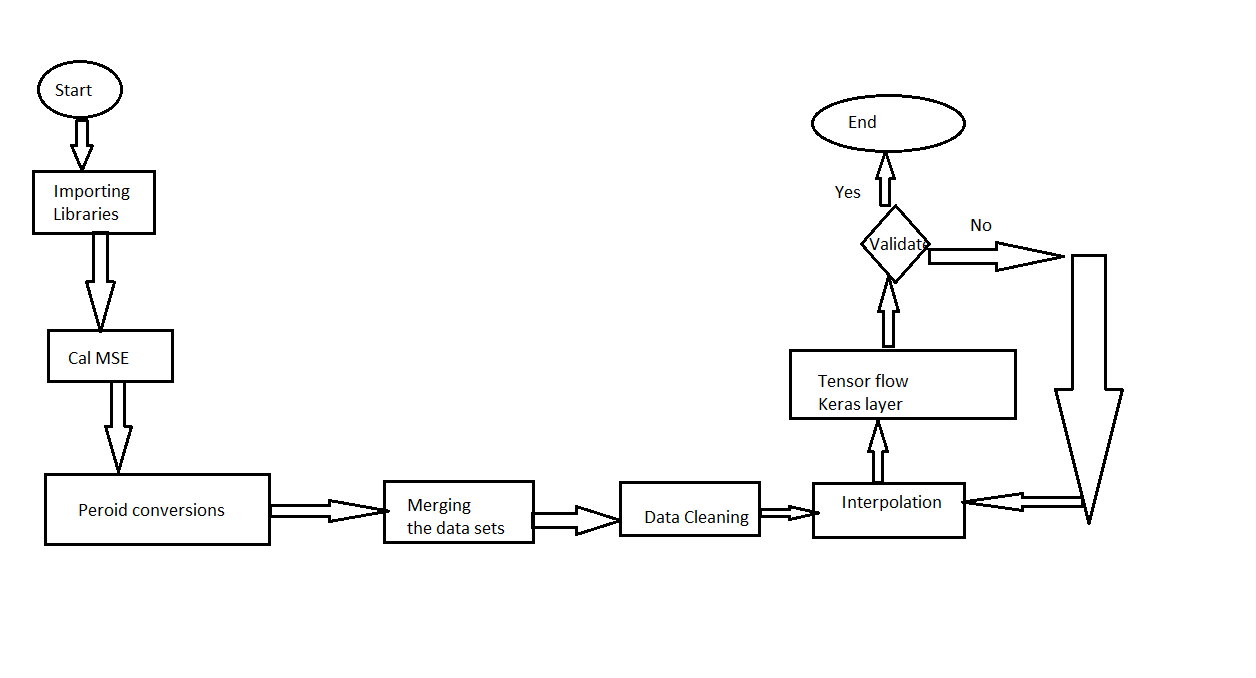 Start
Importing
Libraries
Cal MSE
Peroid conversions
Merging
the data sets
Data Cleaning
Interpolation
Tensor flow
Keras layer
Validate
No
Yes
End